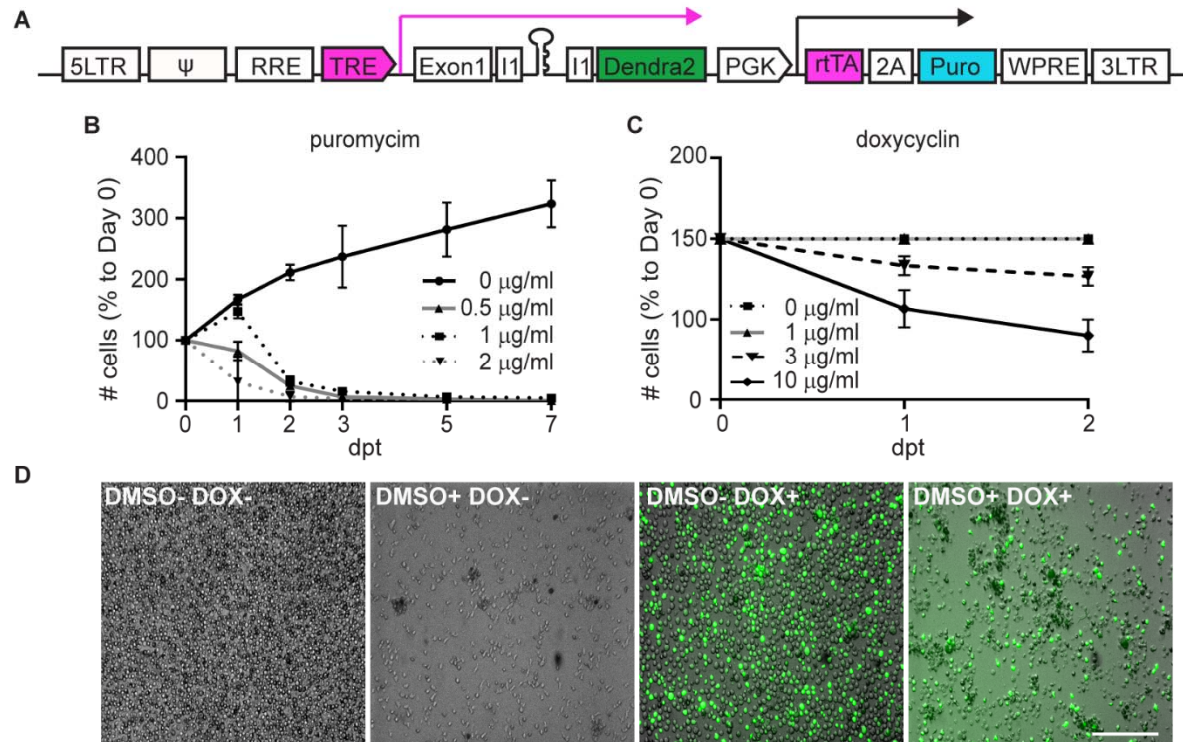 A
5LTR ψ RRE TRE Exon1 I1 I1 Dendra2 PGK rtTA 2A Puro WPRE 3LTR
B
puromycim
# cells (% to Day 0)
400
300
200
100
0
0 1 2 3 5 7
dpt
0 μg/ml
0.5 μg/ml
1 μg/ml
2 μg/ml
C
doxycyclin
# cells (% to Day 0)
200
150
100
0
0 1 2
dpt
0 μg/ml
1 μg/ml
3 μg/ml
10 μg/ml
D
DMSO- DOX- DMSO+ DOX- DMSO- DOX+ DMSO+ DOX+